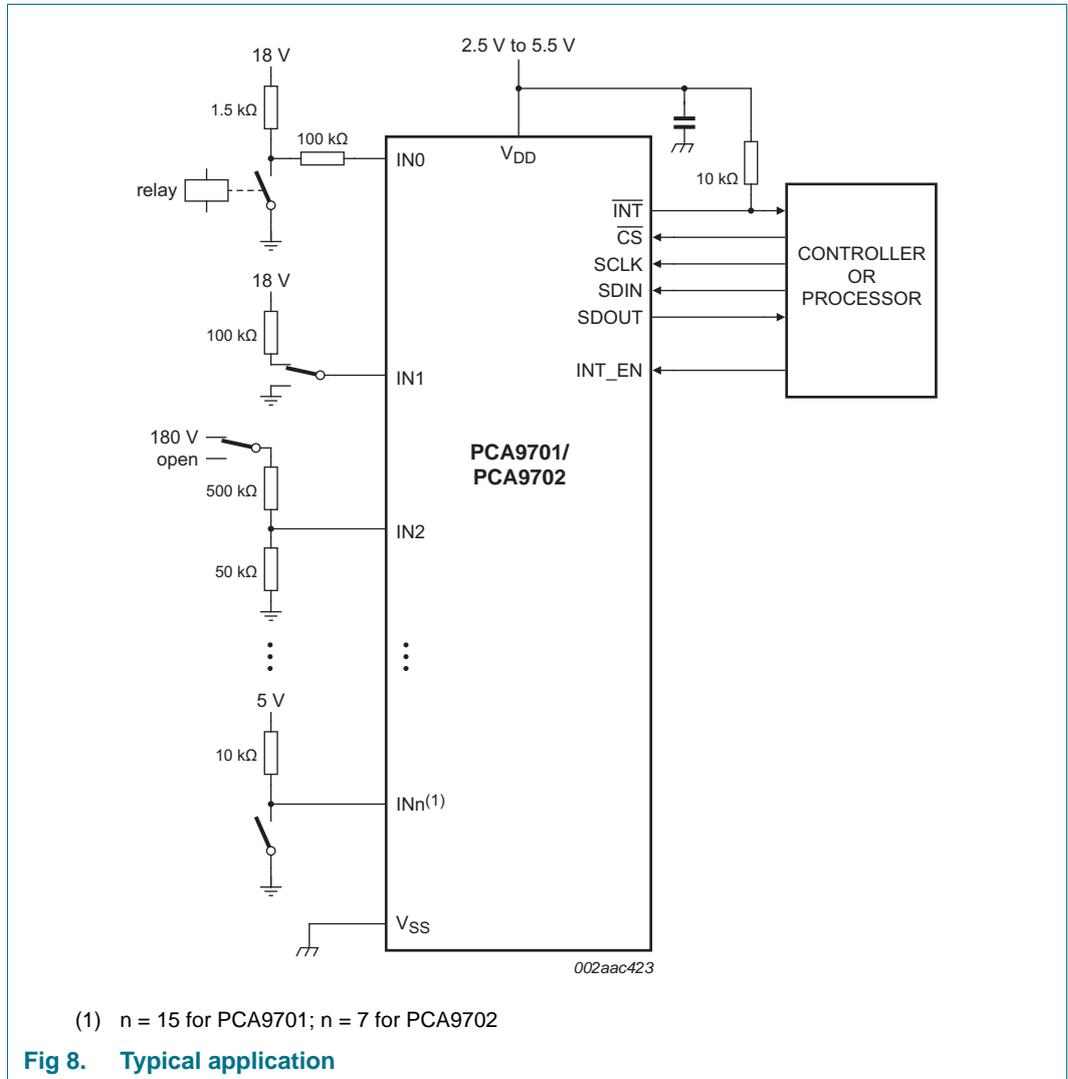 2.5 V to 5.5 V
18 V
1.5 kΩ
100 kΩ
IN0
VDD
10 kΩ
relay
INT
CS
SCLK
SDIN
SDOUT
INT_EN
CONTROLLER
OR
PROCESSOR
18 V
100 kΩ
IN1
180 V
open
500 kΩ
IN2
50 kΩ
PCA9701/
PCA9702
5 V
10 kΩ
INn(1)
VSS
002aac423
(1) n = 15 for PCA9701; n = 7 for PCA9702
Fig 8. Typical application